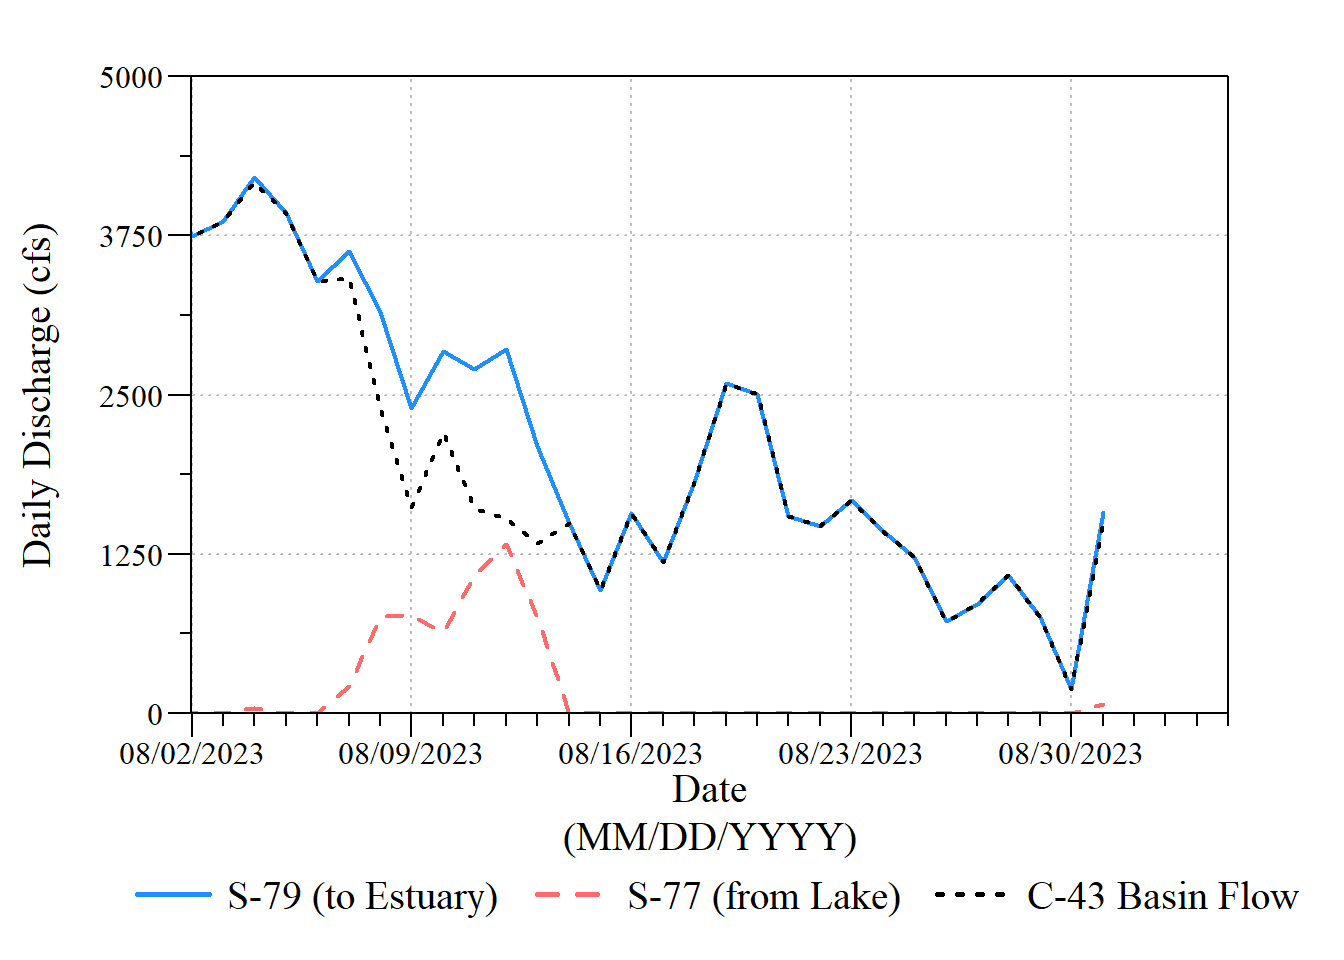 5000
3750
2500
1250
0
Daily Discharge (cfs)
08/02/2023 08/09/2023 08/16/2023 08/23/2023 08/30/2023
Date
(MM/DD/YYYY)
S-79 (to Estuary) S-77 (from Lake) C-43 Basin Flow